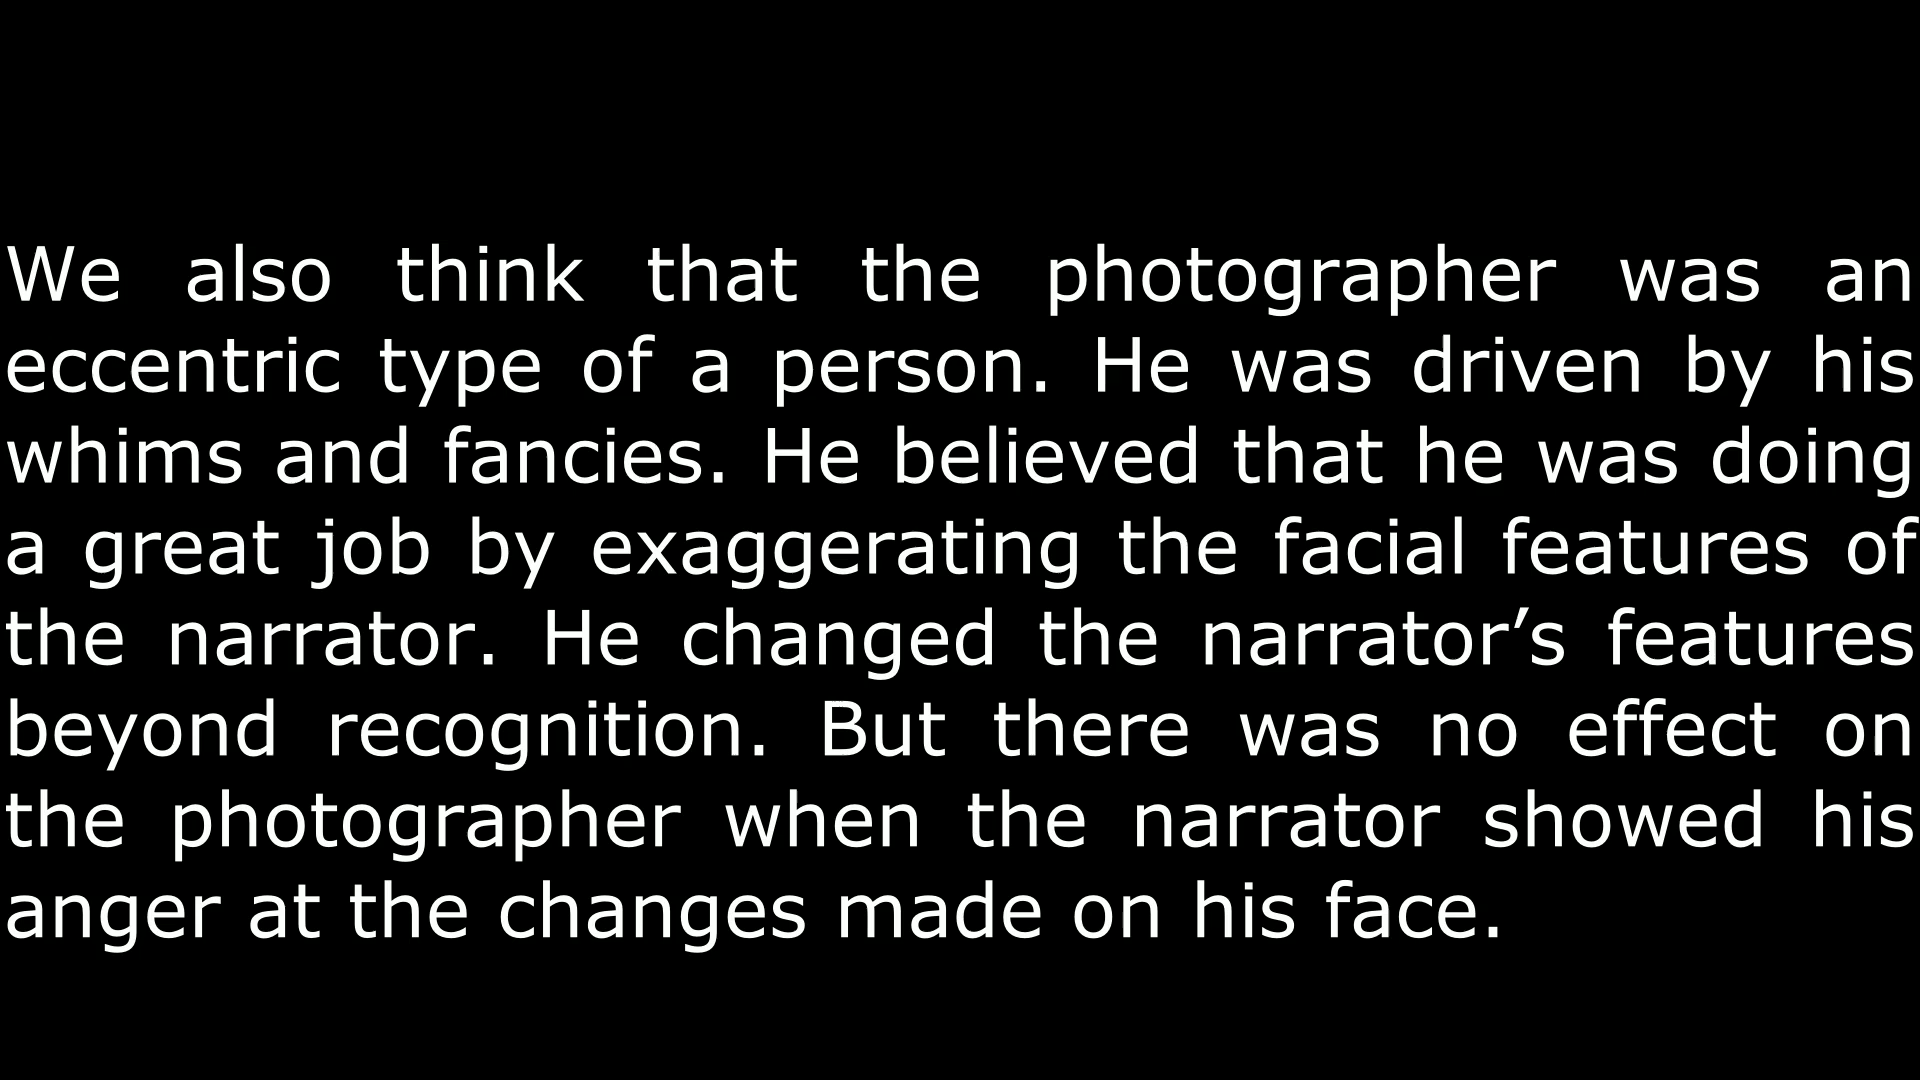 We also think that the photographer was an
eccentric type of a person. He was driven by his
whims and fancies. He believed that he was doing
a great job by exaggerating the facial features of
the narrator. He changed the narrator’s features
beyond recognition. But there was no effect on
the photographer when the narrator showed his
anger at the changes made on his face.